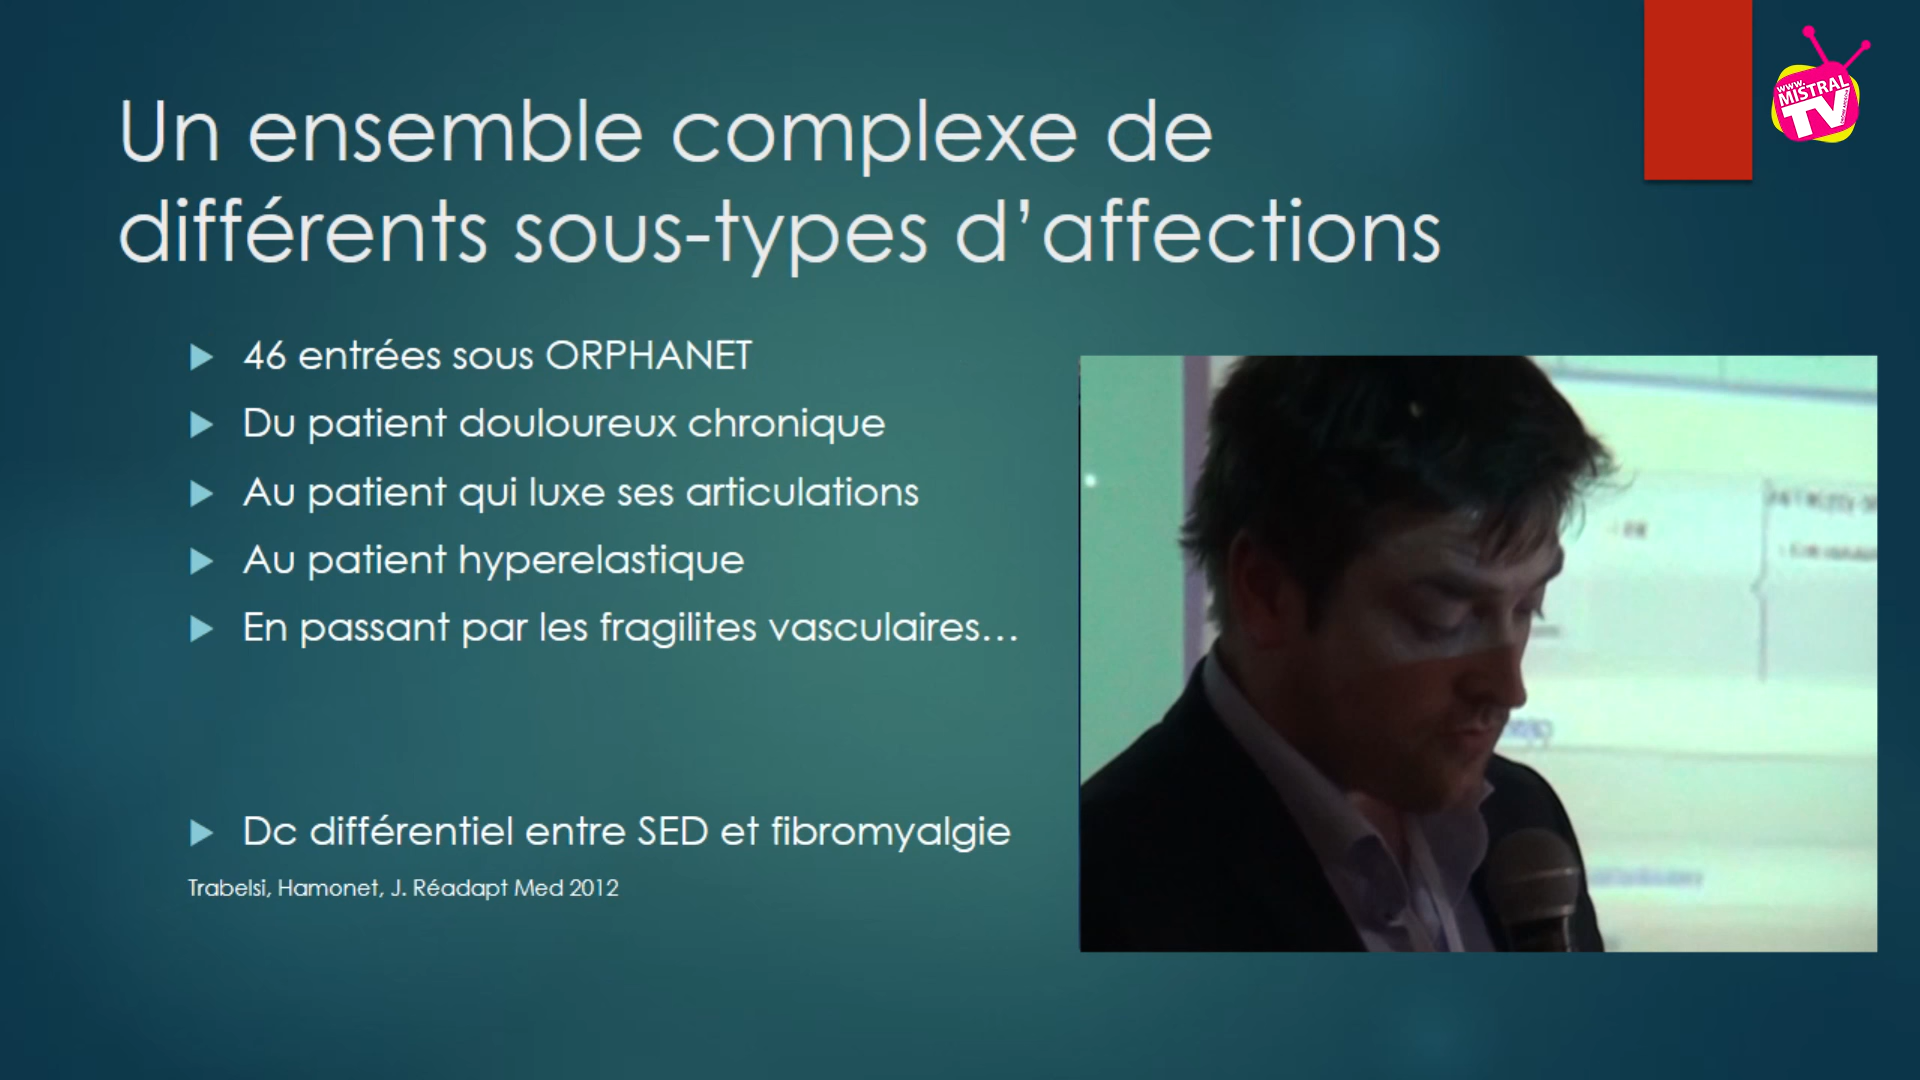 Un ensemble complexe de
différents sous-types d’affections
www.
MISTRAL
TV
46 entrées sous ORPHANET
Du patient douloureux chronique
Au patient qui luxe ses articulations
Au patient hyperelastique
En passant par les fragilites vasculaires…
Dc différentiel entre SED et fibromyalgie
Trabelsi, Hamonet, J. Réadapt Med 2012